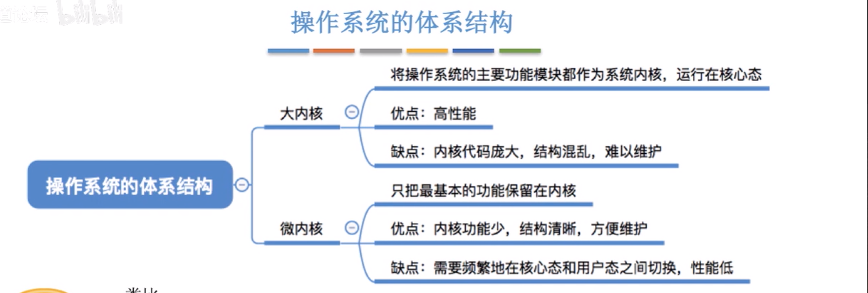 bilibili
操作系统的体系结构
将操作系统的主要功能模块都作为系统内核，运行在核心态
大内核
优点：高性能
缺点：内核代码庞大，结构混乱，难以维护
操作系统的体系结构
只把最基本的功能保留在内核
微内核
优点：内核功能少，结构清晰，方便维护
缺点：需要频繁地在核心态和用户态之间切换，性能低